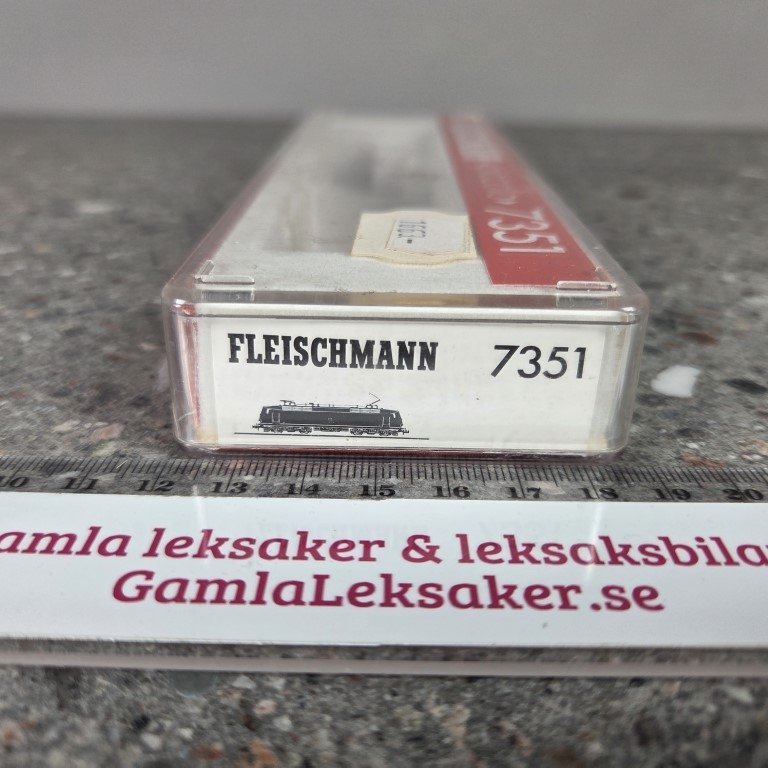 7351
FLEISCHMANN 7351
10 11 12 13 14 15 16 17 18 19 20
amla leksaker & leksaksbila
GamlaLeksaker.se